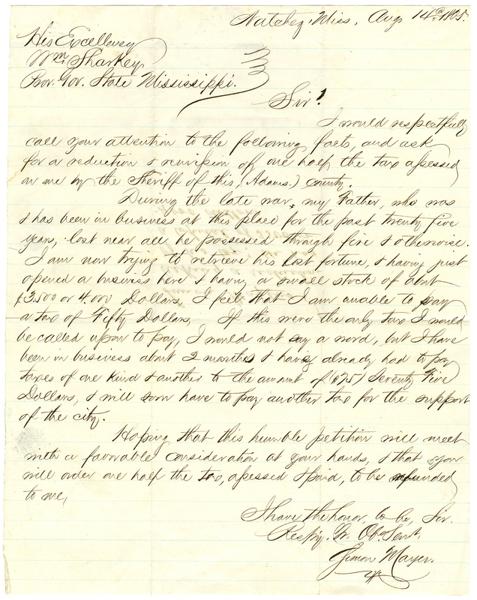 Natchez, Miss, Aug 14th 1865.
His Excellency
Wm. Sharkey,
Prov. Gov. State Mississippi.
Sir!
I would respectfully
call your attention to the following facts, and ask
for a reduction & revision of one half the tax assessed
on me by the Sheriff of this, (Adams) County.
During the late war, my Father, who was
& has been in business at this place for the past twenty five
years, lost near all he possessed through fire & otherwise.
I am now trying to retrieve his lost fortune, & having just
opened a business here & having a small stock of about
$3500 or 4,000 Dollars, I feel that I am unable to pay
a tax of Fifty Dollars. If this were the only tax I would
be called upon to pay, I would not say a word, but I have
been in business about 2 months & have already had to pay
taxes of one kind & another to the amount of ($75) Seventy Five
Dollars, & will soon have to pay another tax for the support
of the city.
Hoping that this humble petition will meet
with a favorable consideration at your hands, & that you
will order one half the tax, assessed & paid, to be refunded
to me,
I have the honor to be, Sir.
Respy. Yr. Obt. Servt.
Simon Mayer.